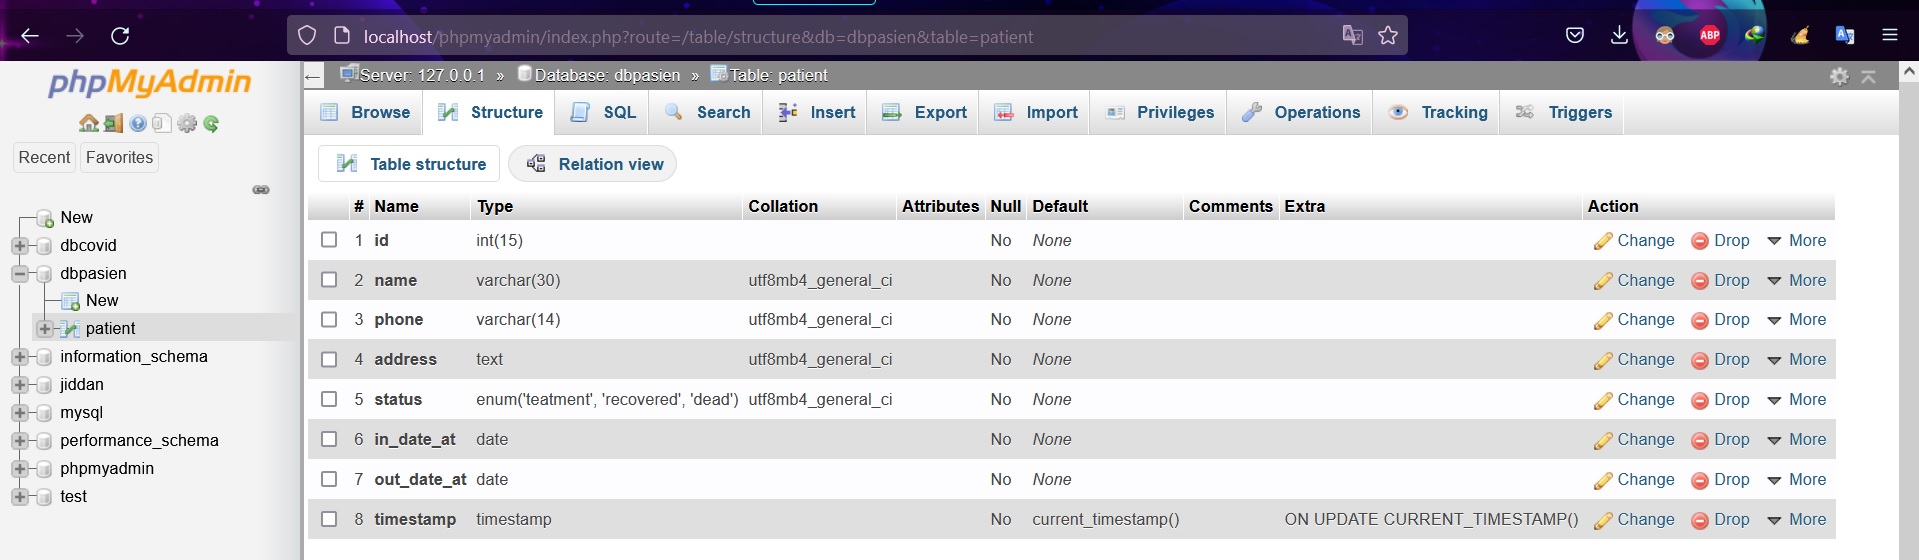 localhost/phpmyadmin/index.php?route=/table/structure&db=dbpasien&table=patient
ABP
phpMyAdmin
Server: 127.0.0.1 » Database: dbpasien » Table: patient
Browse Structure SQL Search Insert Export Import Privileges Operations Tracking Triggers
Recent Favorites
Table structure Relation view
New
dbcovid
dbpasien
New
patient
information_schema
jiddan
mysql
performance_schema
phpmyadmin
test
# Name Type Collation Attributes Null Default Comments Extra Action
1 id int(15) No None Change Drop More
2 name varchar(30) utf8mb4_general_ci No None Change Drop More
3 phone varchar(14) utf8mb4_general_ci No None Change Drop More
4 address text utf8mb4_general_ci No None Change Drop More
5 status enum('teatment', 'recovered', 'dead') utf8mb4_general_ci No None Change Drop More
6 in_date_at date No None Change Drop More
7 out_date_at date No None Change Drop More
8 timestamp timestamp No current_timestamp() ON UPDATE CURRENT_TIMESTAMP() Change Drop More